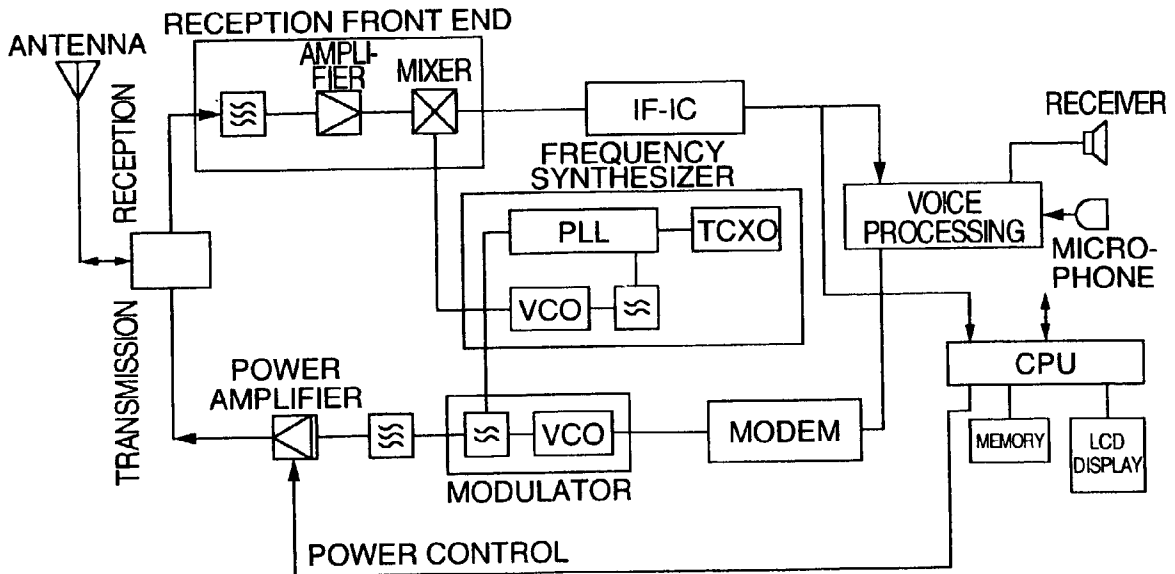 RECEPTION FRONT END
ANTENNA
AMPLI-
FIER
MIXER
RECEPTION
IF-IC
RECEIVER
FREQUENCY
SYNTHESIZER
PLL
TCXO
VOICE
PROCESSING
MICRO-
PHONE
VCO
TRANSMISSION
CPU
POWER
AMPLIFIER
VCO
MODEM
MEMORY
LCD
DISPLAY
MODULATOR
POWER CONTROL